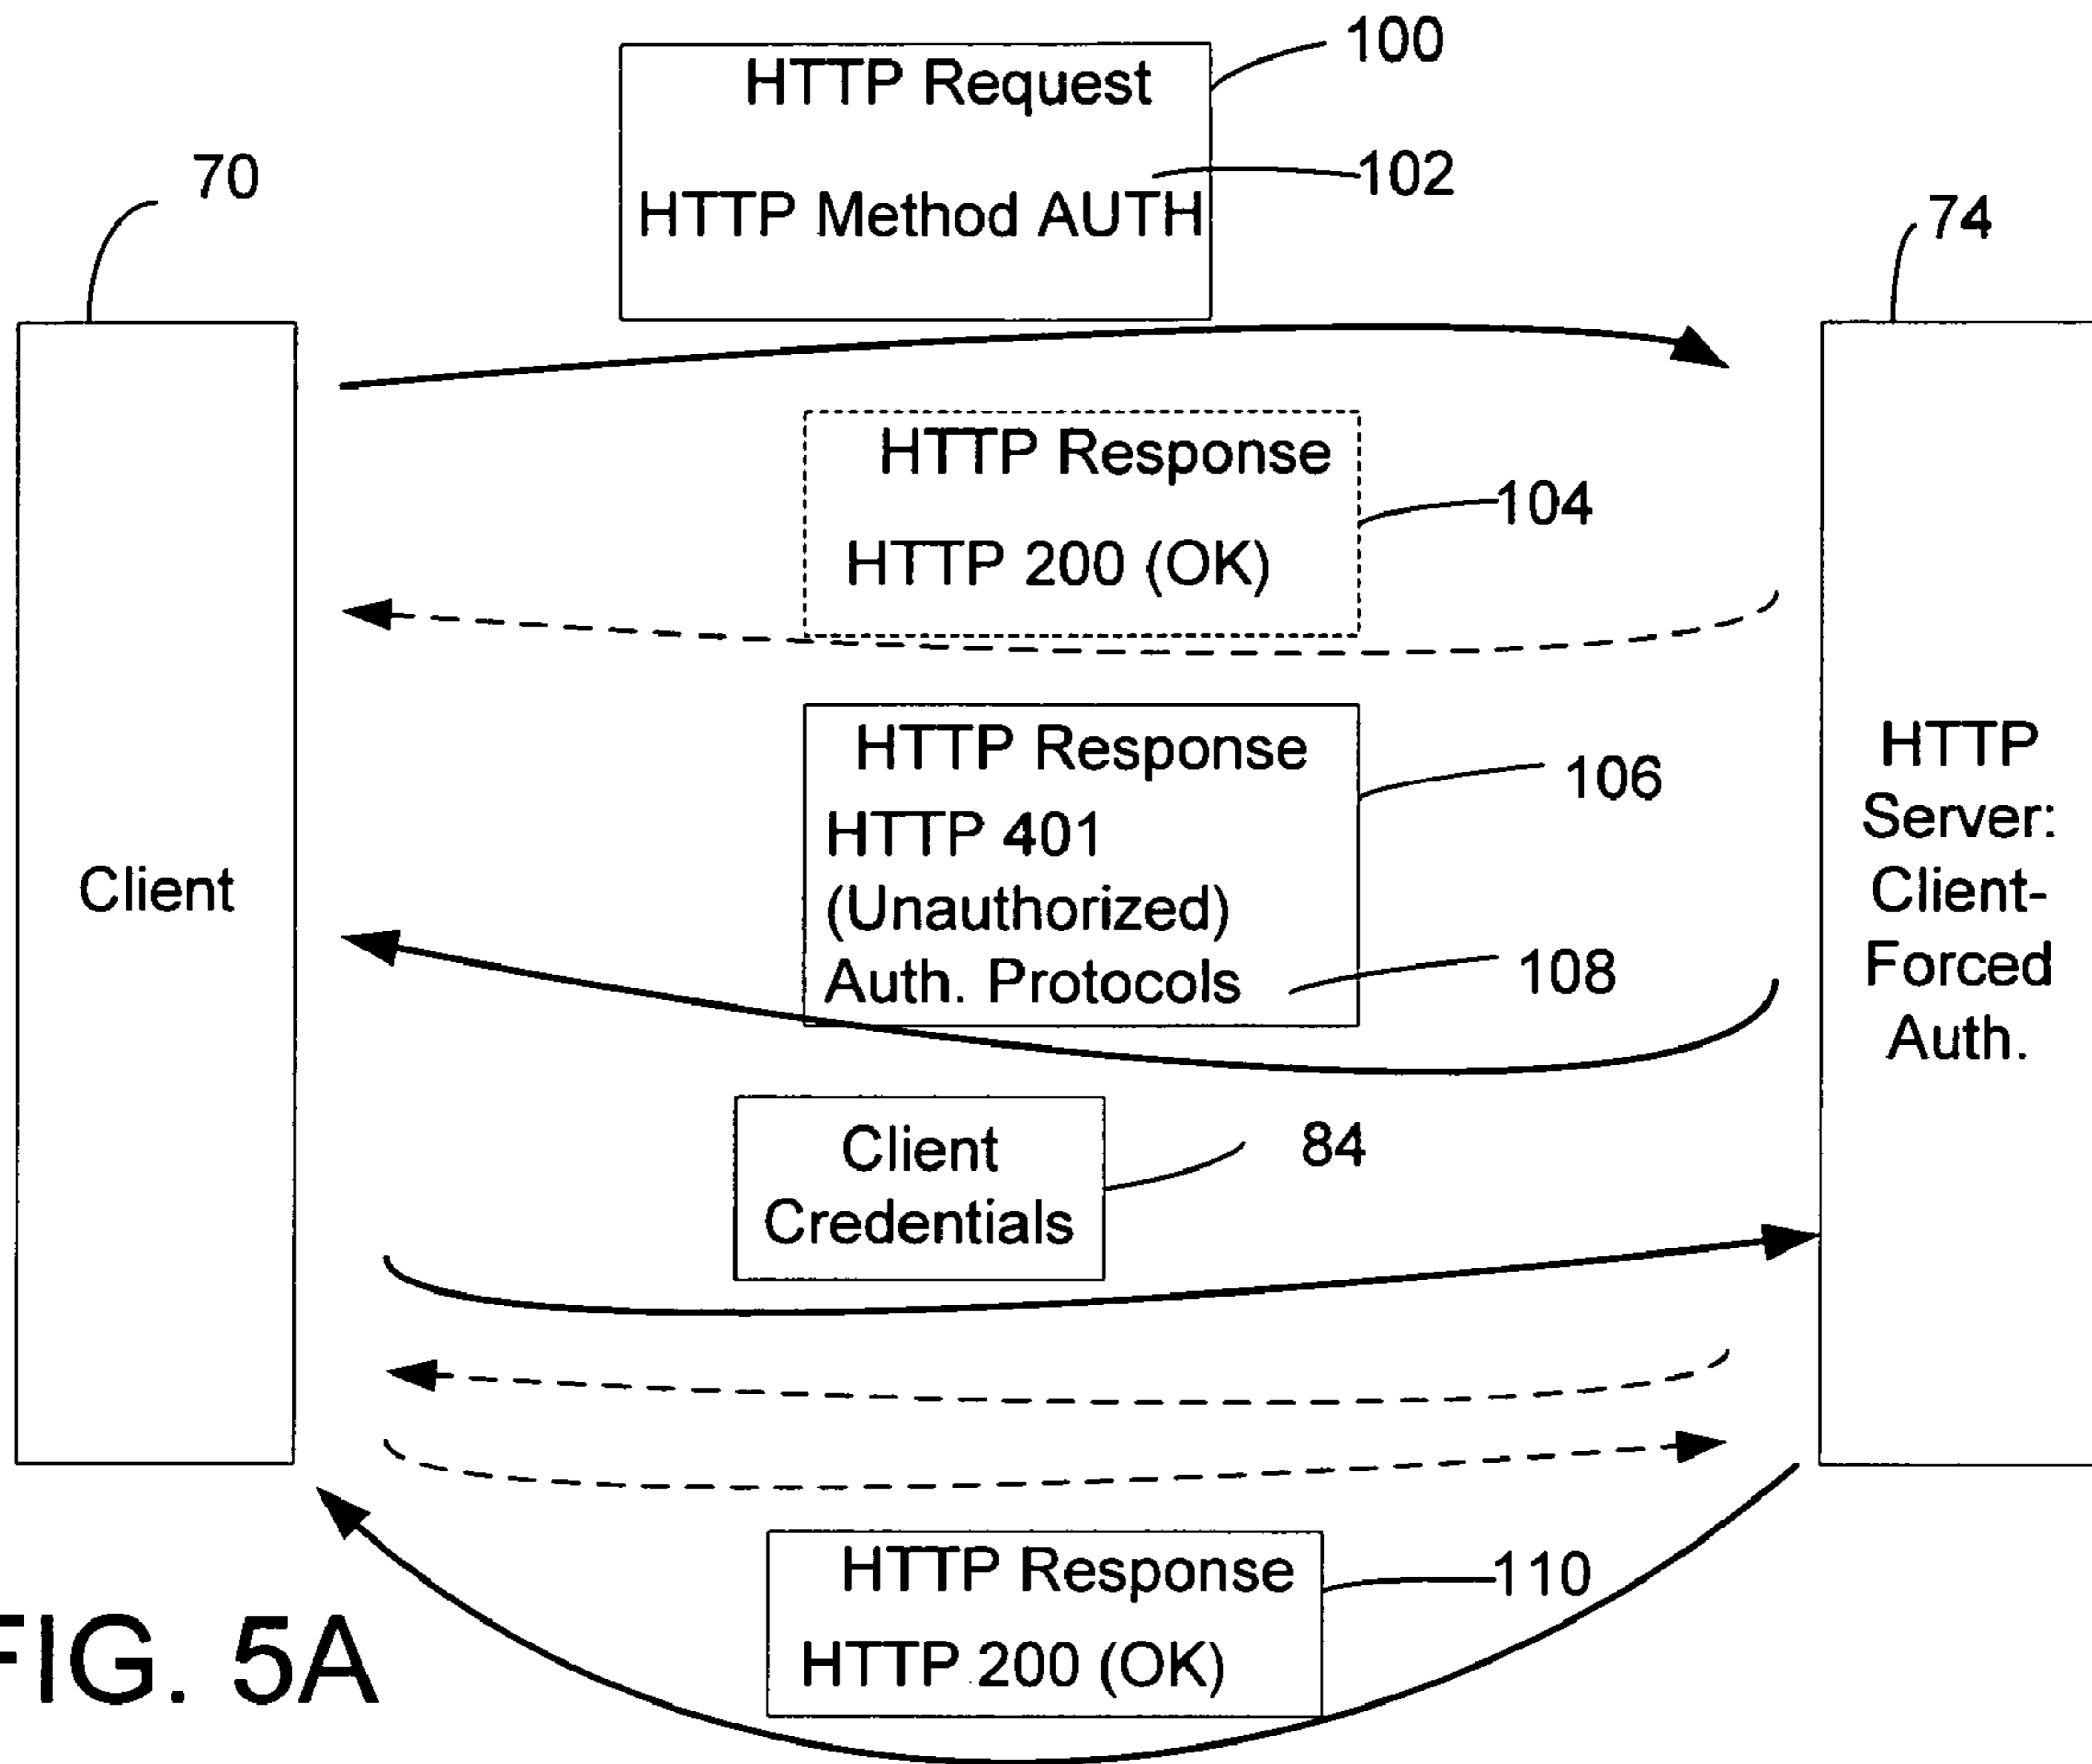 100
HTTP Request
70
102
HTTP Method AUTH
74
HTTP Response
104
HTTP 200 (OK)
HTTP Response
106
HTTP 401
(Unauthorized)
Auth. Protocols
108
Client
HTTP
Server:
Client-
Forced
Auth.
Client
Credentials
84
HTTP Response
110
HTTP 200 (OK)
FIG. 5A